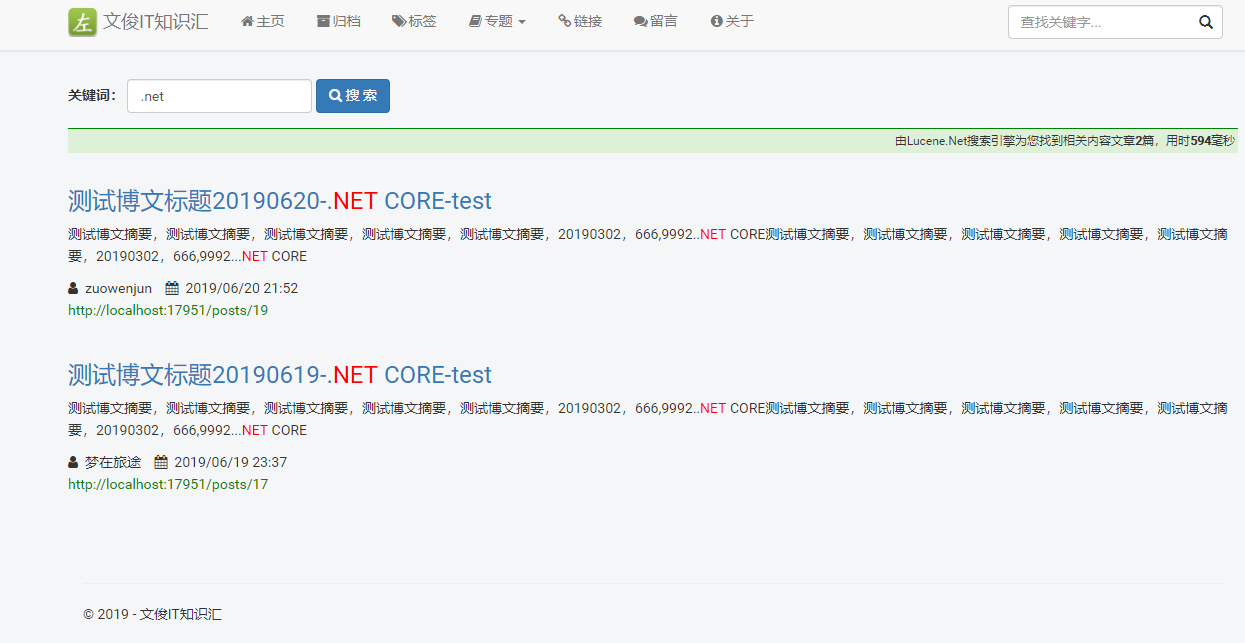 左 文俊IT知识汇 主页 归档 标签 专题 链接 留言 关于 查找关键字...
关键词： .net 搜 索
由Lucene.Net搜索引擎为您找到相关内容文章2篇，用时594毫秒
测试博文标题20190620-.NET CORE-test
测试博文摘要，测试博文摘要，测试博文摘要，测试博文摘要，测试博文摘要，20190302，666,9992..NET CORE测试博文摘要，测试博文摘要，测试博文摘要，测试博文摘要，测试博文摘
要，20190302，666,9992...NET CORE
zuowenjun 2019/06/20 21:52
http://localhost:17951/posts/19
测试博文标题20190619-.NET CORE-test
测试博文摘要，测试博文摘要，测试博文摘要，测试博文摘要，测试博文摘要，20190302，666,9992..NET CORE测试博文摘要，测试博文摘要，测试博文摘要，测试博文摘要，测试博文摘
要，20190302，666,9992...NET CORE
梦在旅途 2019/06/19 23:37
http://localhost:17951/posts/17
© 2019 - 文俊IT知识汇